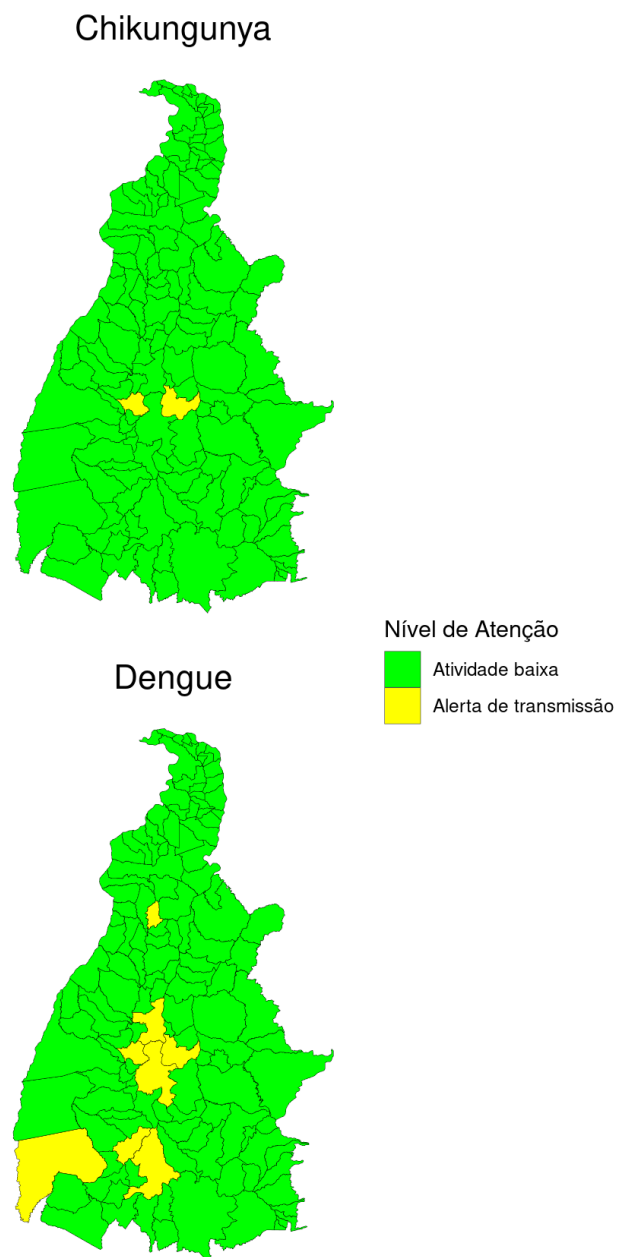 Chikungunya
Nível de Atenção
Atividade baixa
Alerta de transmissão
Dengue